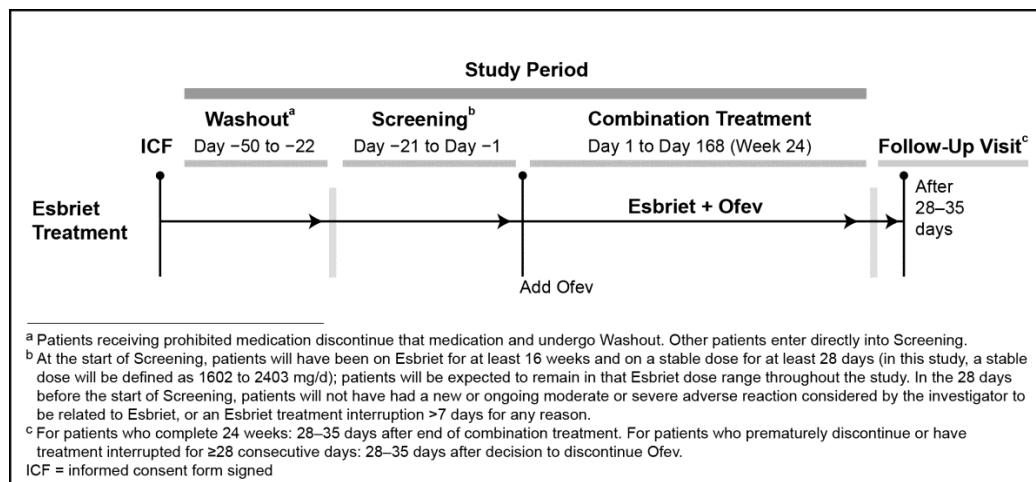 Study Period
Washoutᵃ
Day −50 to −22
Screeningᵇ
Day −21 to Day −1
Combination Treatment
Day 1 to Day 168 (Week 24)
ICF
Follow-Up Visitᶜ
Esbriet
Treatment
Esbriet + Ofev
After
28–35
days
Add Ofev
ᵃ Patients receiving prohibited medication discontinue that medication and undergo Washout. Other patients enter directly into Screening.
ᵇ At the start of Screening, patients will have been on Esbriet for at least 16 weeks and on a stable dose for at least 28 days (in this study, a stable
dose will be defined as 1602 to 2403 mg/d); patients will be expected to remain in that Esbriet dose range throughout the study. In the 28 days
before the start of Screening, patients will not have had a new or ongoing moderate or severe adverse reaction considered by the investigator to
be related to Esbriet, or an Esbriet treatment interruption >7 days for any reason.
ᶜ For patients who complete 24 weeks: 28–35 days after end of combination treatment. For patients who prematurely discontinue or have
treatment interrupted for ≥28 consecutive days: 28–35 days after decision to discontinue Ofev.
ICF = informed consent form signed